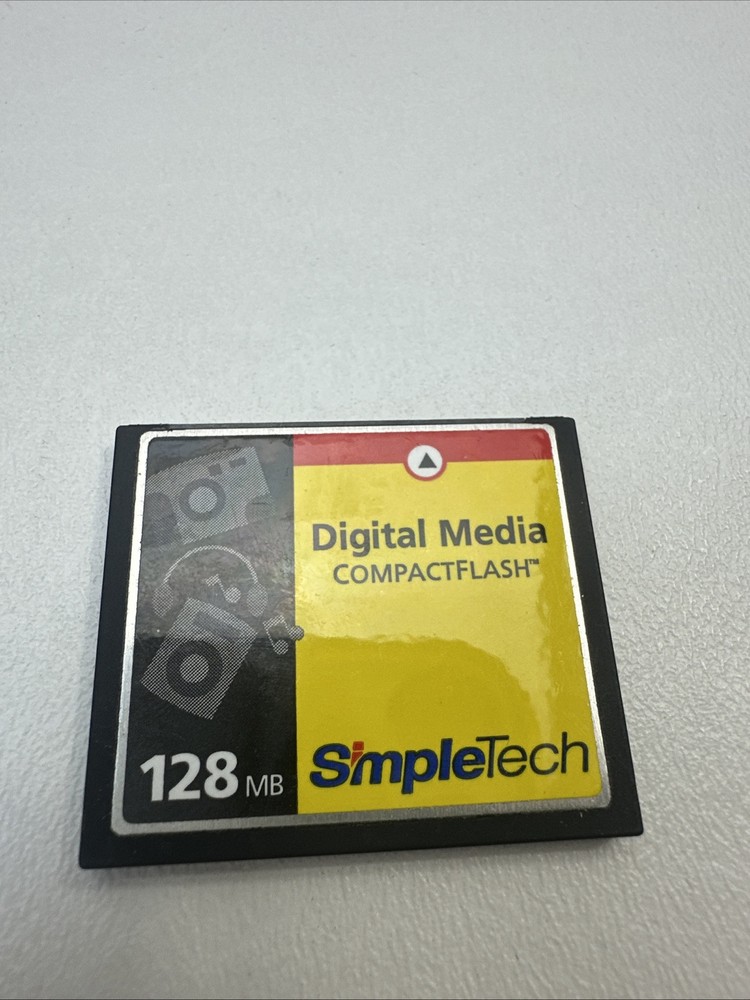 Digital Media
COMPACTFLASH™
128 MB
SimpleTech